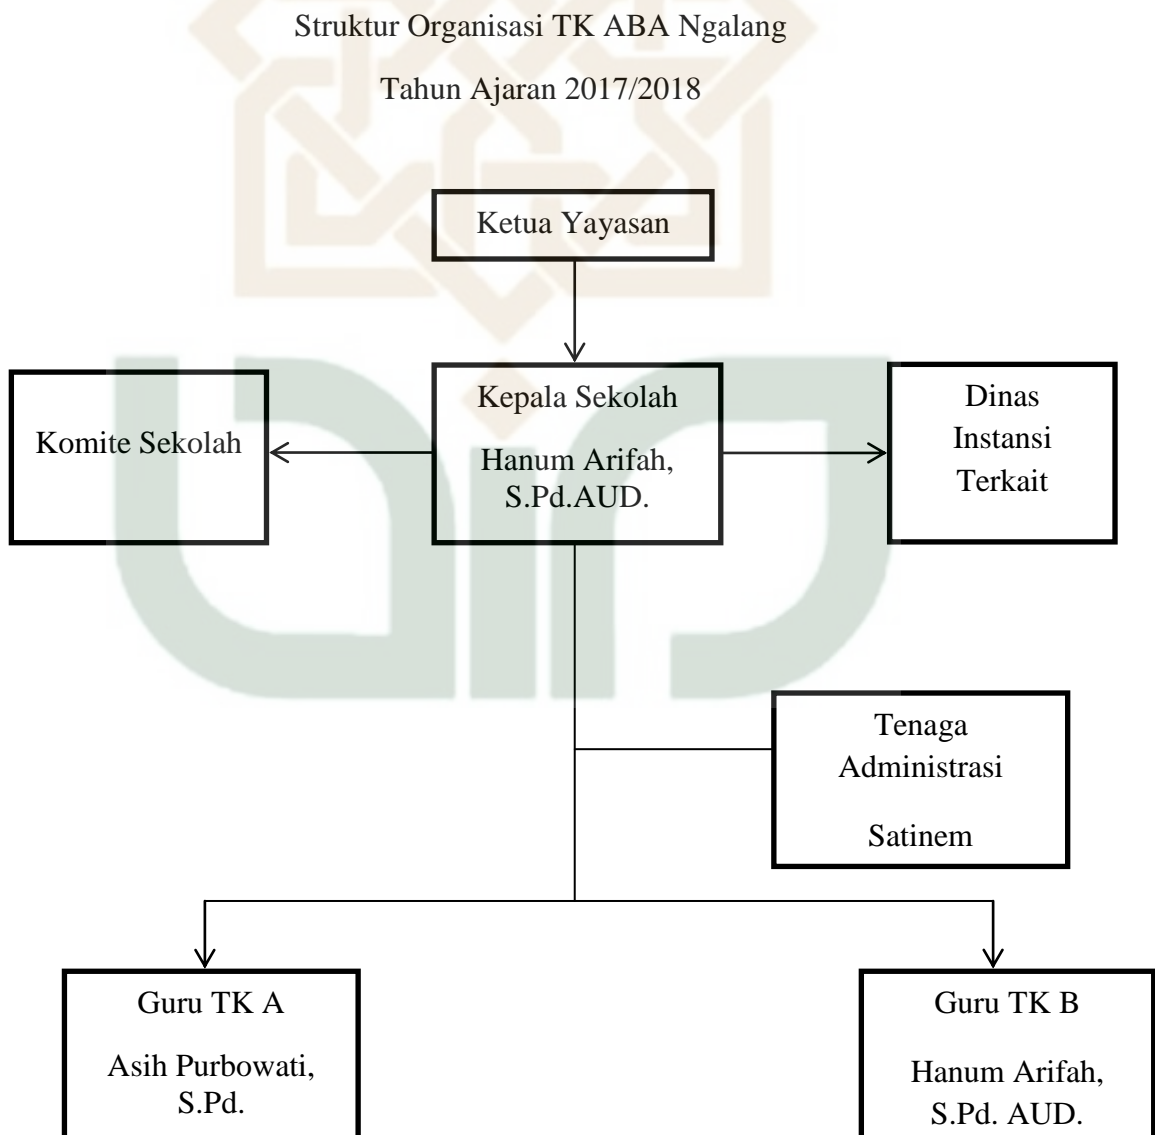 Struktur Organisasi TK ABA Ngalang
Tahun Ajaran 2017/2018
Ketua Yayasan
Komite Sekolah
Kepala Sekolah
Hanum Arifah,
S.Pd.AUD.
Dinas
Instansi
Terkait
Tenaga
Administrasi
Satinem
Guru TK A
Asih Purbowati,
S.Pd.
Guru TK B
Hanum Arifah,
S.Pd. AUD.